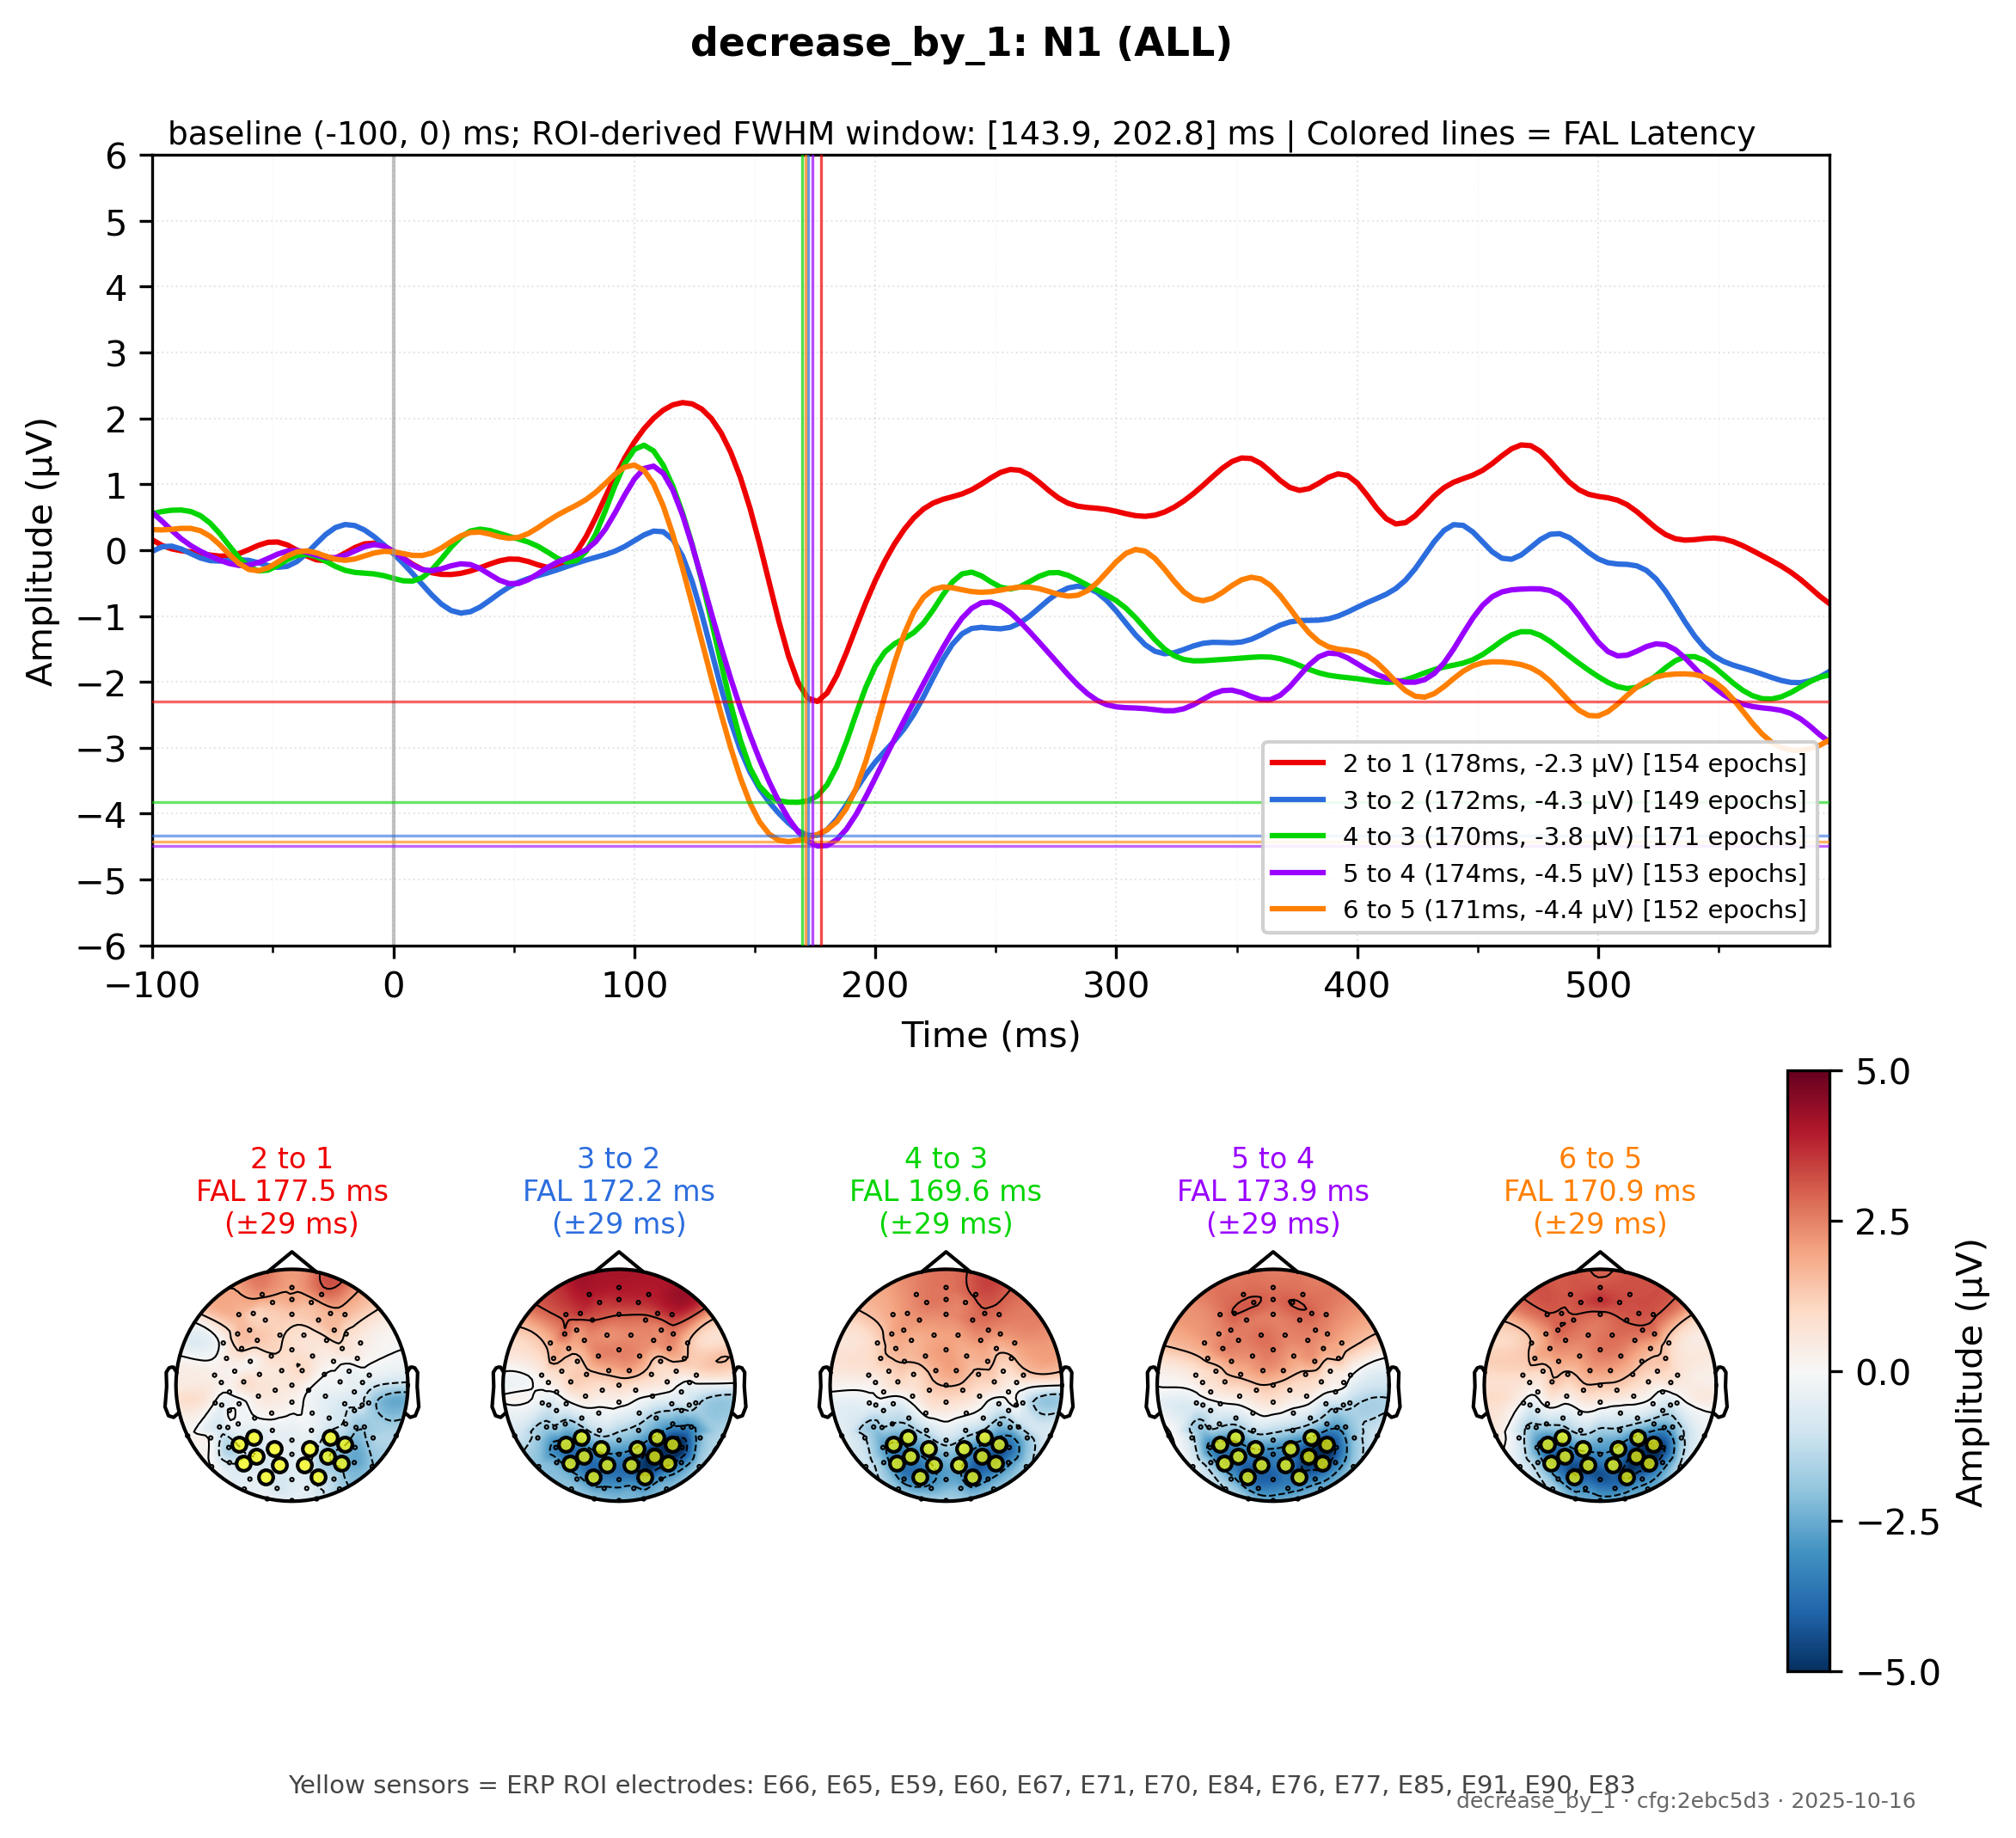 decrease_by_1: N1 (ALL)
baseline (-100, 0) ms; ROI-derived FWHM window: [143.9, 202.8] ms | Colored lines = FAL Latency
6
5
4
3
2
1
0
−1
−2
−3
−4
−5
−6
Amplitude (µV)
2 to 1 (178ms, -2.3 µV) [154 epochs]
3 to 2 (172ms, -4.3 µV) [149 epochs]
4 to 3 (170ms, -3.8 µV) [171 epochs]
5 to 4 (174ms, -4.5 µV) [153 epochs]
6 to 5 (171ms, -4.4 µV) [152 epochs]
−100 0 100 200 300 400 500
Time (ms)
2 to 1
FAL 177.5 ms
(±29 ms)
3 to 2
FAL 172.2 ms
(±29 ms)
4 to 3
FAL 169.6 ms
(±29 ms)
5 to 4
FAL 173.9 ms
(±29 ms)
6 to 5
FAL 170.9 ms
(±29 ms)
5.0
2.5
0.0
−2.5
−5.0
Amplitude (µV)
Yellow sensors = ERP ROI electrodes: E66, E65, E59, E60, E67, E71, E70, E84, E76, E77, E85, E91, E90, E83
decrease_by_1 · cfg:2ebc5d3 · 2025-10-16